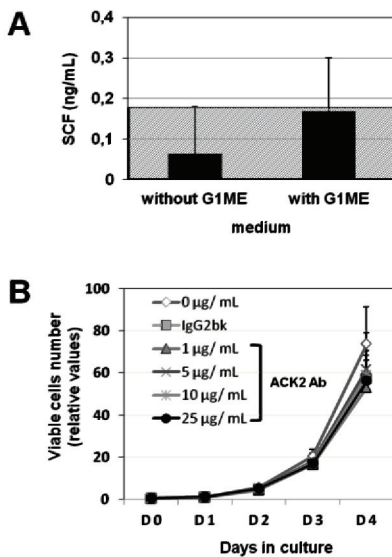 A
SCF (ng/mL)
0,4
0,3
0,2
0,1
0
without G1ME
with G1ME
medium
B
Viable cells number
(relative values)
100
80
60
40
20
0
0 µg/ mL
IgG2bk
1 µg/ mL
5 µg/ mL
10 µg/ mL
25 µg/ mL
ACK2 Ab
D0
D1
D2
D3
D4
Days in culture